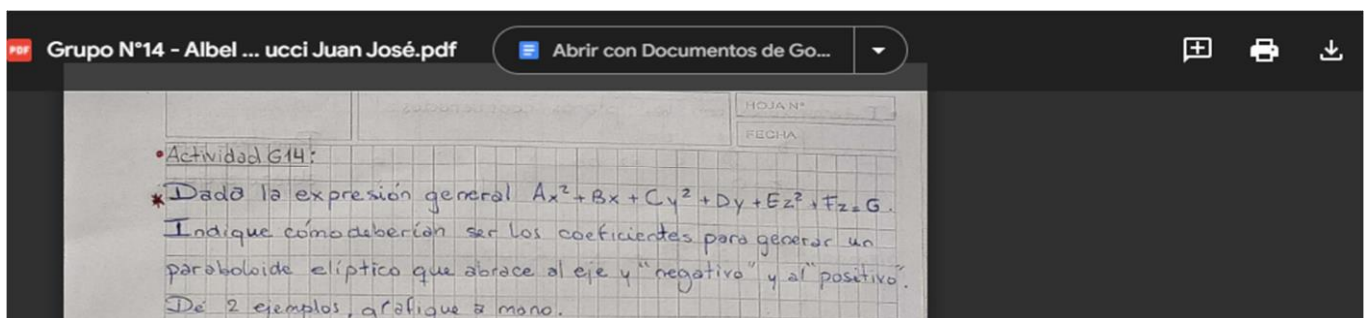 PDF Grupo N°14 - Albel ... ucci Juan José.pdf Abrir con Documentos de Go...
HOJA N°
FECHA
• Actividad G14:
* Dada la expresión general Ax² + Bx + Cy² + Dy + Ez² + Fz = G.
Indique cómo deberían ser los coeficientes para generar un
paraboloide elíptico que abrace al eje y "negativo" y al "positivo".
Dé 2 ejemplos, grafique a mano.